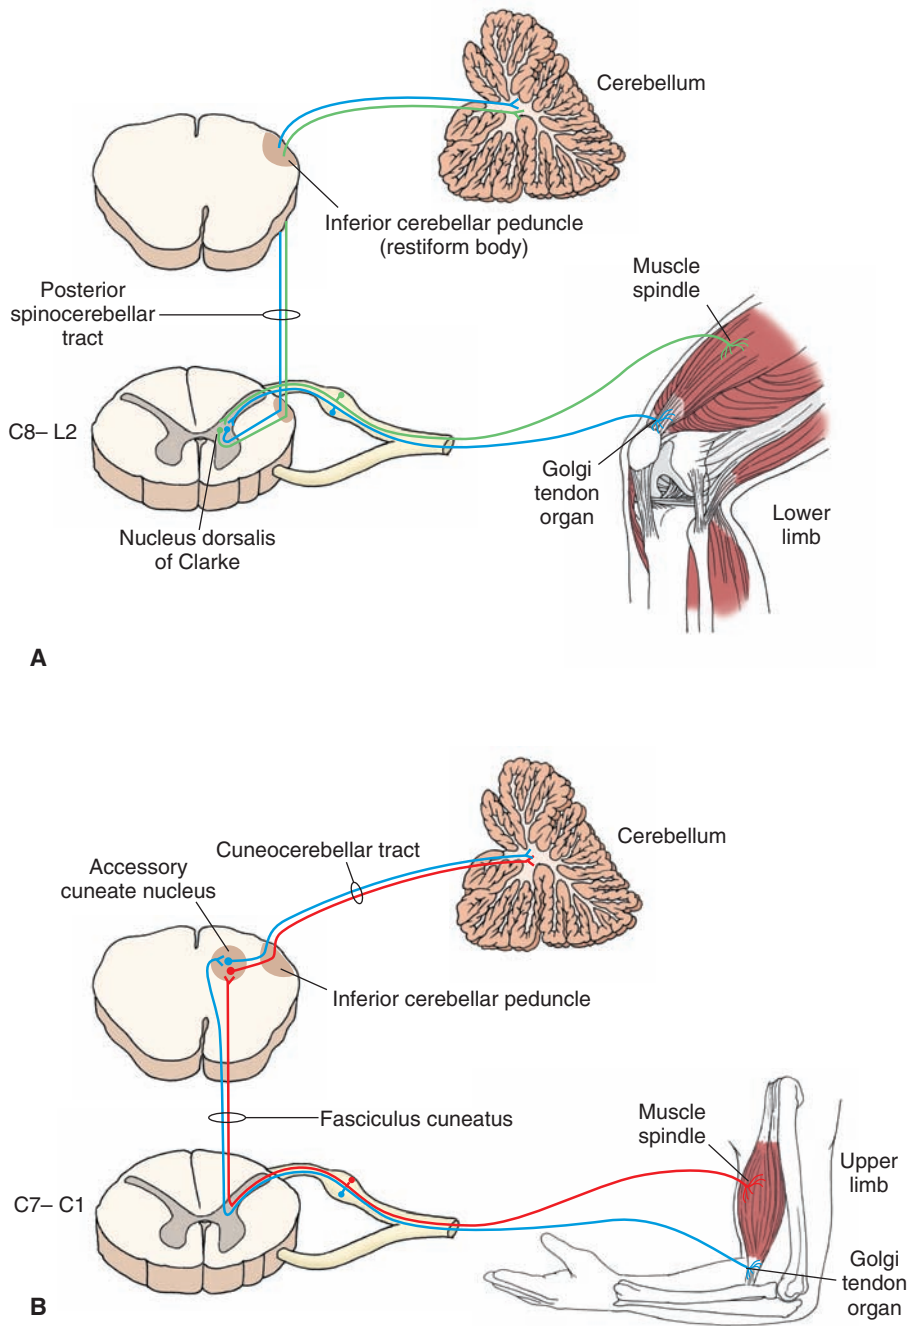 Cerebellum
Inferior cerebellar peduncle
(restiform body)
Muscle
spindle
Posterior
spinocerebellar
tract
C8– L2
Golgi
tendon
organ
Lower
limb
Nucleus dorsalis
of Clarke
A
Cuneocerebellar tract
Cerebellum
Accessory
cuneate nucleus
Inferior cerebellar peduncle
Fasciculus cuneatus
Muscle
spindle
Upper
limb
C7– C1
Golgi
tendon
organ
B